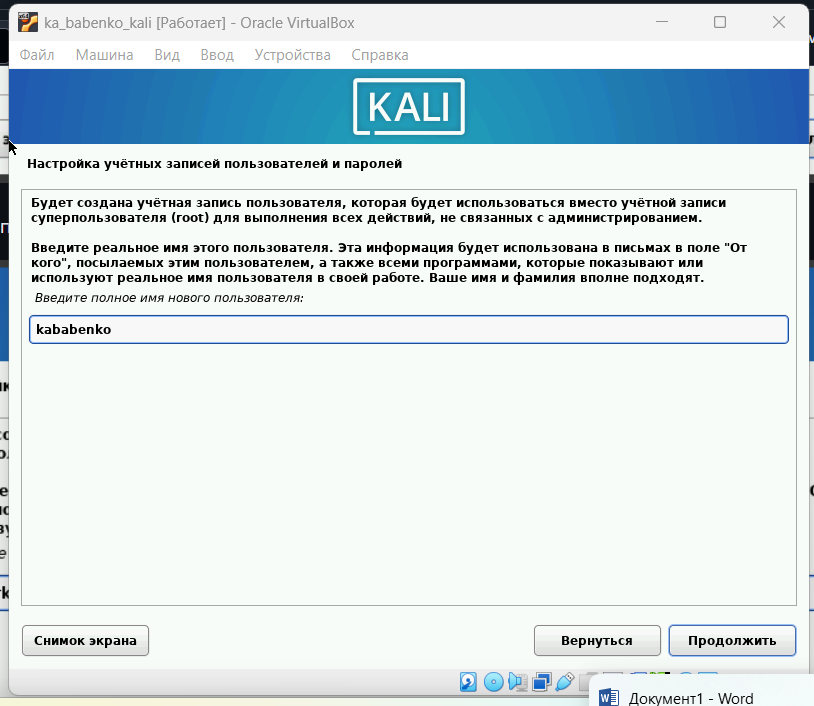 ka_babenko_kali [Работает] - Oracle VirtualBox
Файл Машина Вид Ввод Устройства Справка
KALI
Настройка учётных записей пользователей и паролей
Будет создана учётная запись пользователя, которая будет использоваться вместо учётной записи
суперпользователя (root) для выполнения всех действий, не связанных с администрированием.
Введите реальное имя этого пользователя. Эта информация будет использована в письмах в поле "От
кого", посылаемых этим пользователем, а также всеми программами, которые показывают или
используют реальное имя пользователя в своей работе. Ваше имя и фамилия вполне подходят.
Введите полное имя нового пользователя:
kababenko
Снимок экрана Вернуться Продолжить
Документ1 - Word